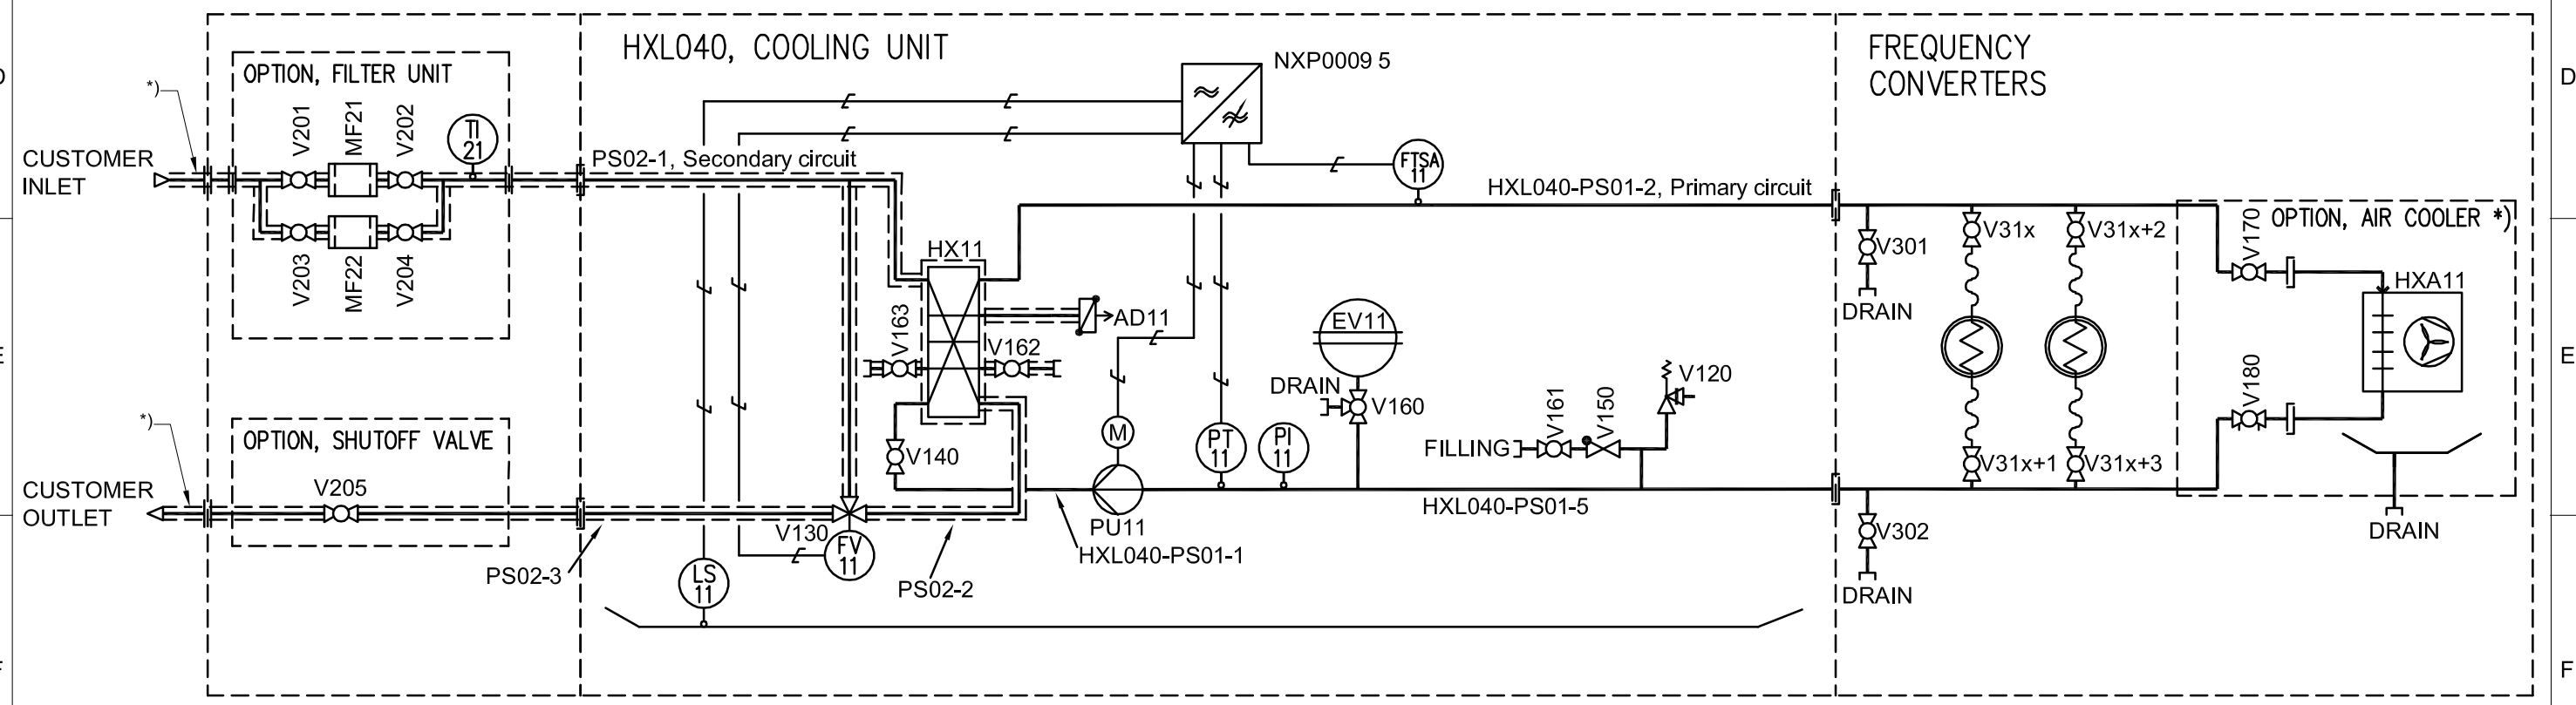 HXL040, COOLING UNIT
FREQUENCY
CONVERTERS
NXP0009 5
D
OPTION, FILTER UNIT
*)
V201
MF21
V202
TI
21
CUSTOMER
INLET
PS02-1, Secondary circuit
FTSA
11
HXL040-PS01-2, Primary circuit
V203
MF22
V204
HX11
V163
V162
AD11
V301
DRAIN
V31x
V31x+2
V170
OPTION, AIR COOLER *)
HXA11
EV11
DRAIN
V160
E
E
V180
V161
V150
V120
FILLING
*)
OPTION, SHUTOFF VALVE
V140
M
PT
11
PI
11
V31x+1
V31x+3
CUSTOMER
OUTLET
V205
V130
FV
11
PU11
HXL040-PS01-5
HXL040-PS01-1
V302
DRAIN
DRAIN
PS02-3
LS
11
PS02-2
F